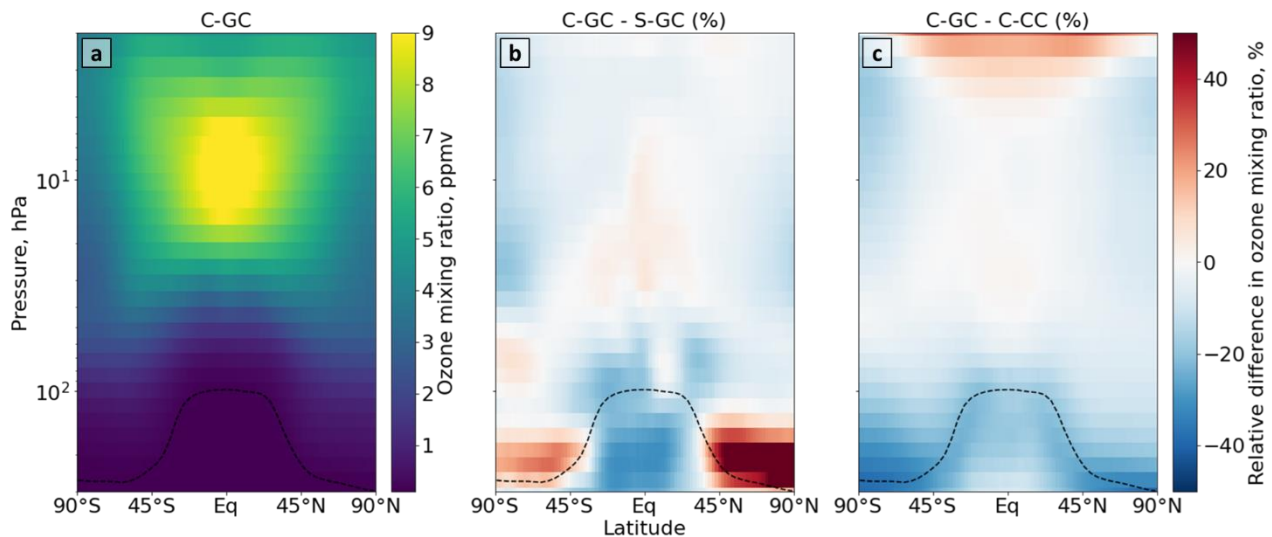 C-GC
C-GC - S-GC (%)
C-GC - C-CC (%)
a
b
c
Pressure, hPa
10¹
10²
90°S 45°S Eq 45°N 90°N
9
8
7
6
5
4
3
2
1
Ozone mixing ratio, ppmv
90°S 45°S Eq 45°N 90°N
Latitude
90°S 45°S Eq 45°N 90°N
40
20
0
−20
−40
Relative difference in ozone mixing ratio, %